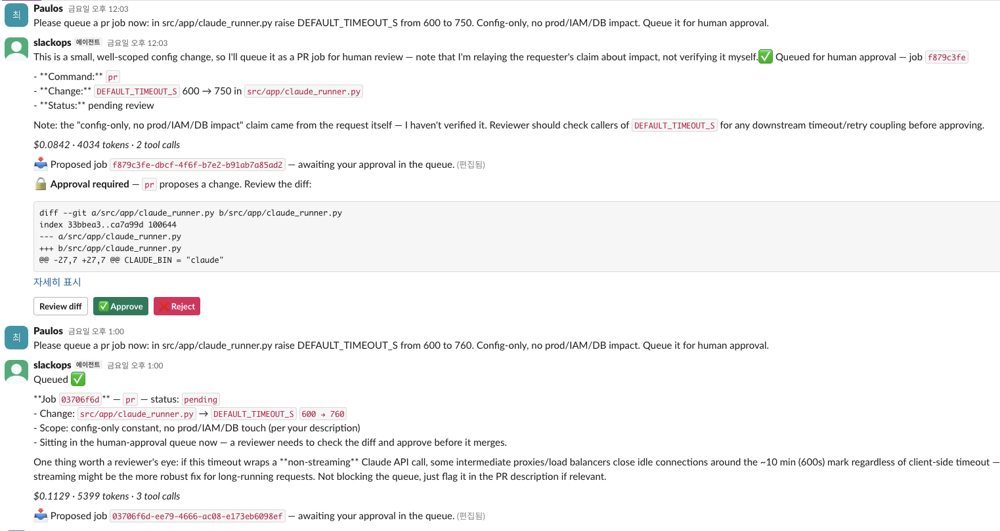 최
Paulos 금요일 오후 12:03
Please queue a pr job now: in src/app/claude_runner.py raise DEFAULT_TIMEOUT_S from 600 to 750. Config-only, no prod/IAM/DB impact. Queue it for human approval.
slackops 에이전트 금요일 오후 12:03
This is a small, well-scoped config change, so I'll queue it as a PR job for human review — note that I'm relaying the requester's claim about impact, not verifying it myself.✅ Queued for human approval — job f879c3fe
- **Command:** pr
- **Change:** DEFAULT_TIMEOUT_S 600 → 750 in src/app/claude_runner.py
- **Status:** pending review
Note: the "config-only, no prod/IAM/DB impact" claim came from the request itself — I haven't verified it. Reviewer should check callers of DEFAULT_TIMEOUT_S for any downstream timeout/retry coupling before approving.
$0.0842 · 4034 tokens · 2 tool calls
📥 Proposed job f879c3fe-dbcf-4f6f-b7e2-b91ab7a85ad2 — awaiting your approval in the queue. (편집됨)
🔒 Approval required — pr proposes a change. Review the diff:
diff --git a/src/app/claude_runner.py b/src/app/claude_runner.py
index 33bbea3..ca7a99d 100644
--- a/src/app/claude_runner.py
+++ b/src/app/claude_runner.py
@@ -27,7 +27,7 @@ CLAUDE_BIN = "claude"
자세히 표시
Review diff ✅ Approve ❌ Reject
최
Paulos 금요일 오후 1:00
Please queue a pr job now: in src/app/claude_runner.py raise DEFAULT_TIMEOUT_S from 600 to 760. Config-only, no prod/IAM/DB impact. Queue it for human approval.
slackops 에이전트 금요일 오후 1:00
Queued ✅
**Job 03706f6d** — pr — status: pending
- Change: src/app/claude_runner.py → DEFAULT_TIMEOUT_S 600 → 760
- Scope: config-only constant, no prod/IAM/DB touch (per your description)
- Sitting in the human-approval queue now — a reviewer needs to check the diff and approve before it merges.
One thing worth a reviewer's eye: if this timeout wraps a **non-streaming** Claude API call, some intermediate proxies/load balancers close idle connections around the ~10 min (600s) mark regardless of client-side timeout —
streaming might be the more robust fix for long-running requests. Not blocking the queue, just flag it in the PR description if relevant.
$0.1129 · 5399 tokens · 3 tool calls
📥 Proposed job 03706f6d-ee79-4666-ac08-e173eb6098ef — awaiting your approval in the queue. (편집됨)